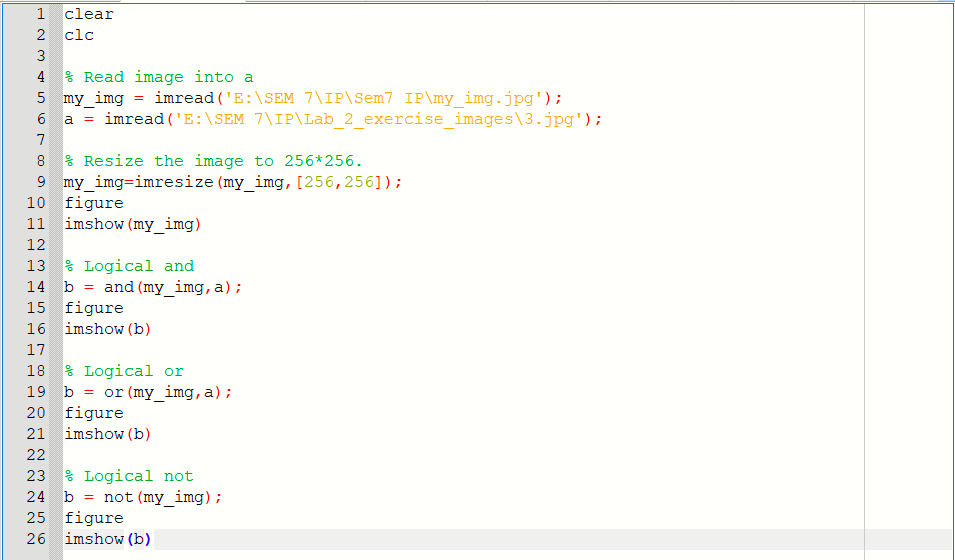 1 clear
2 clc
3
4 % Read image into a
5 my_img = imread('E:\SEM 7\IP\Sem7 IP\my_img.jpg');
6 a = imread('E:\SEM 7\IP\Lab_2_exercise_images\3.jpg');
7
8 % Resize the image to 256*256.
9 my_img=imresize(my_img,[256,256]);
10 figure
11 imshow(my_img)
12
13 % Logical and
14 b = and(my_img,a);
15 figure
16 imshow(b)
17
18 % Logical or
19 b = or(my_img,a);
20 figure
21 imshow(b)
22
23 % Logical not
24 b = not(my_img);
25 figure
26 imshow(b)